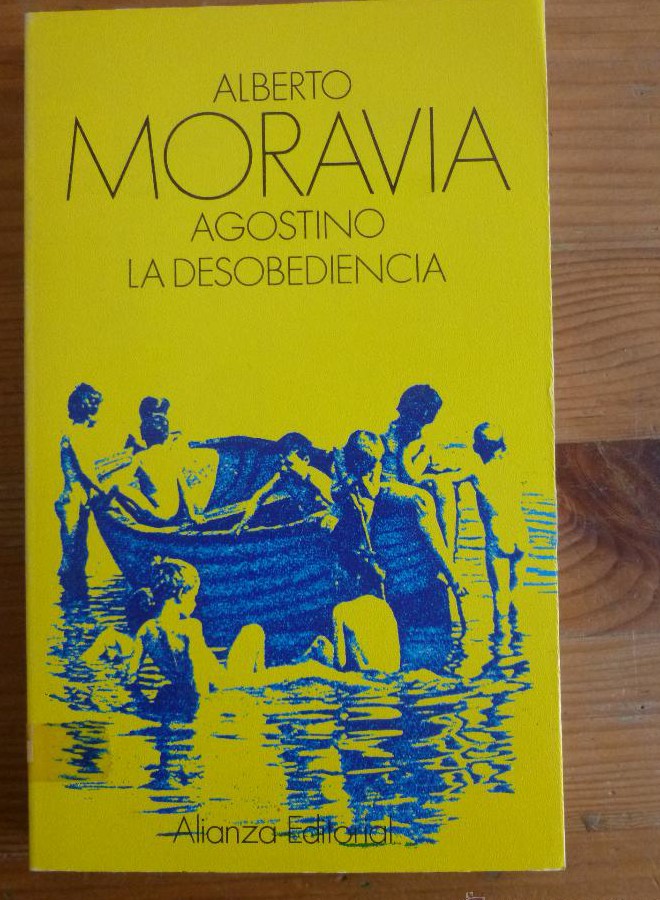 ALBERTO
MORAVIA
AGOSTINO
LA DESOBEDIENCIA
Alianza Editorial